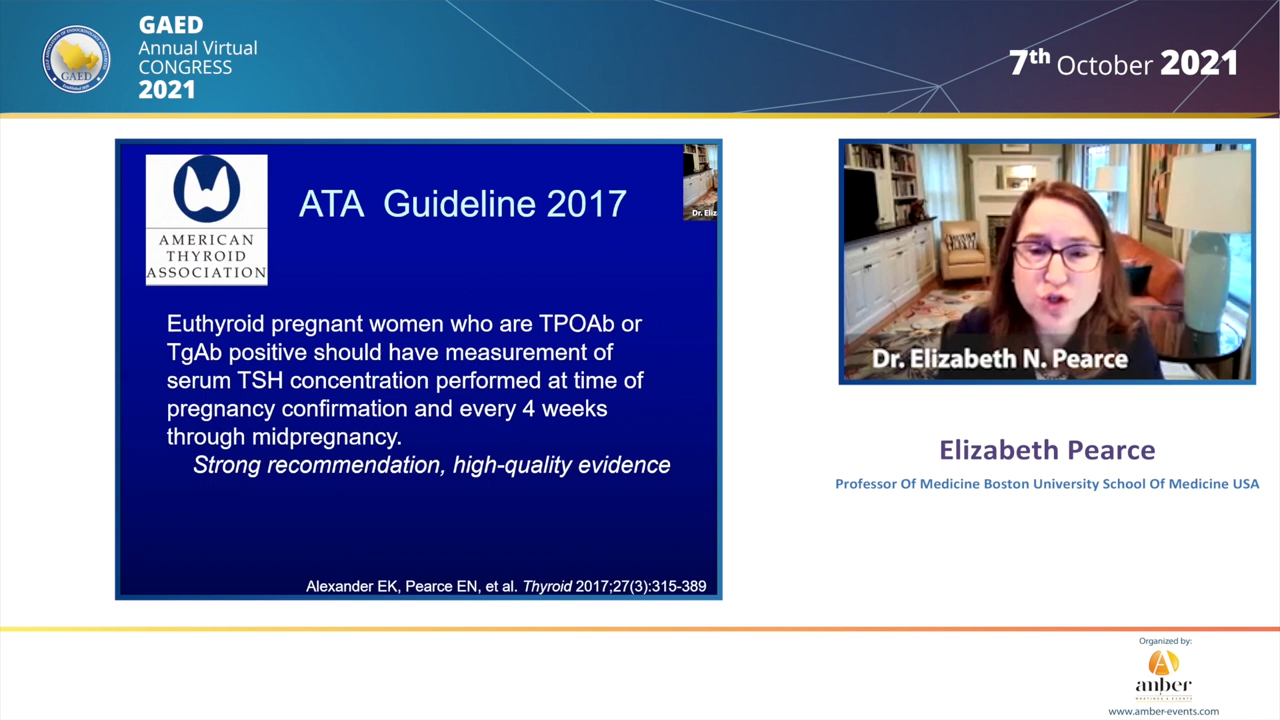 GAED
Annual Virtual
CONGRESS
2021
GAED
7th October 2021
AMERICAN
THYROID
ASSOCIATION
ATA Guideline 2017
Dr. Eliz
Euthyroid pregnant women who are TPOAb or
TgAb positive should have measurement of
serum TSH concentration performed at time of
pregnancy confirmation and every 4 weeks
through midpregnancy.
Strong recommendation, high-quality evidence
Alexander EK, Pearce EN, et al. Thyroid 2017;27(3):315-389
Dr. Elizabeth N. Pearce
Elizabeth Pearce
Professor Of Medicine Boston University School Of Medicine USA
Organized by:
anber
MEETINGS & EVENTS
www.amber-events.com